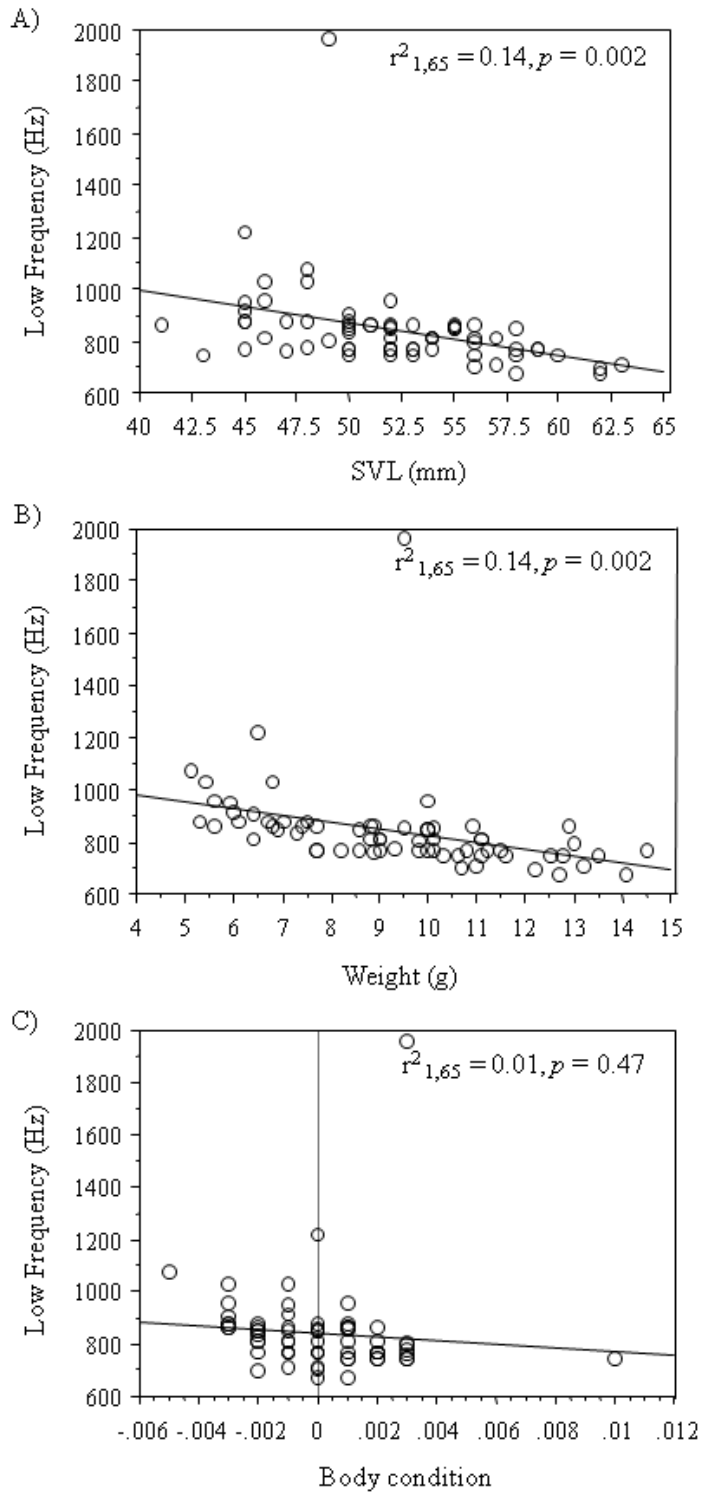 A)
r²1,65 = 0.14, p = 0.002
Low Frequency (Hz)
2000
1800
1600
1400
1200
1000
800
600
40 42.5 45 47.5 50 52.5 55 57.5 60 62.5 65
SVL (mm)
B)
r²1,65 = 0.14, p = 0.002
Low Frequency (Hz)
2000
1800
1600
1400
1200
1000
800
600
4 5 6 7 8 9 10 11 12 13 14 15
Weight (g)
C)
r²1,65 = 0.01, p = 0.47
Low Frequency (Hz)
2000
1800
1600
1400
1200
1000
800
600
-.006 -.004 -.002 0 .002 .004 .006 .008 .01 .012
Body condition